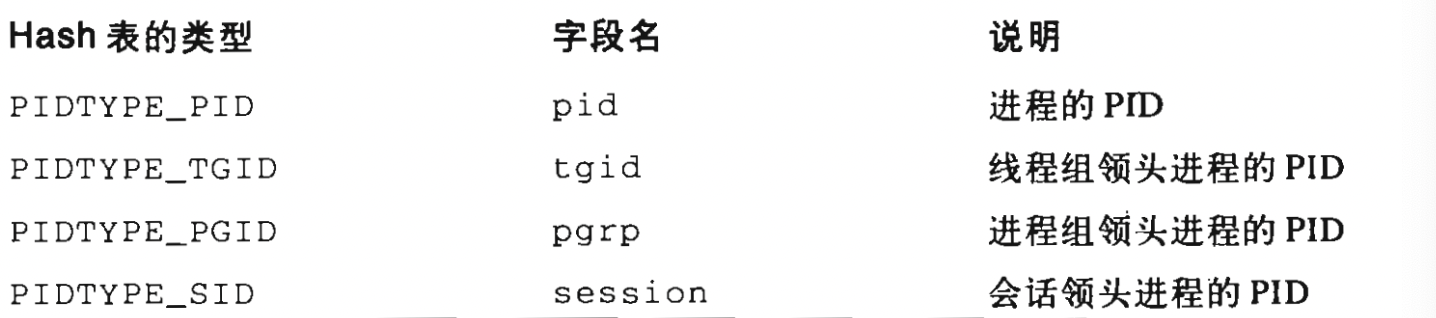 Hash 表的类型 字段名 说明
PIDTYPE_PID pid 进程的 PID
PIDTYPE_TGID tgid 线程组领头进程的 PID
PIDTYPE_PGID pgrp 进程组领头进程的 PID
PIDTYPE_SID session 会话领头进程的 PID